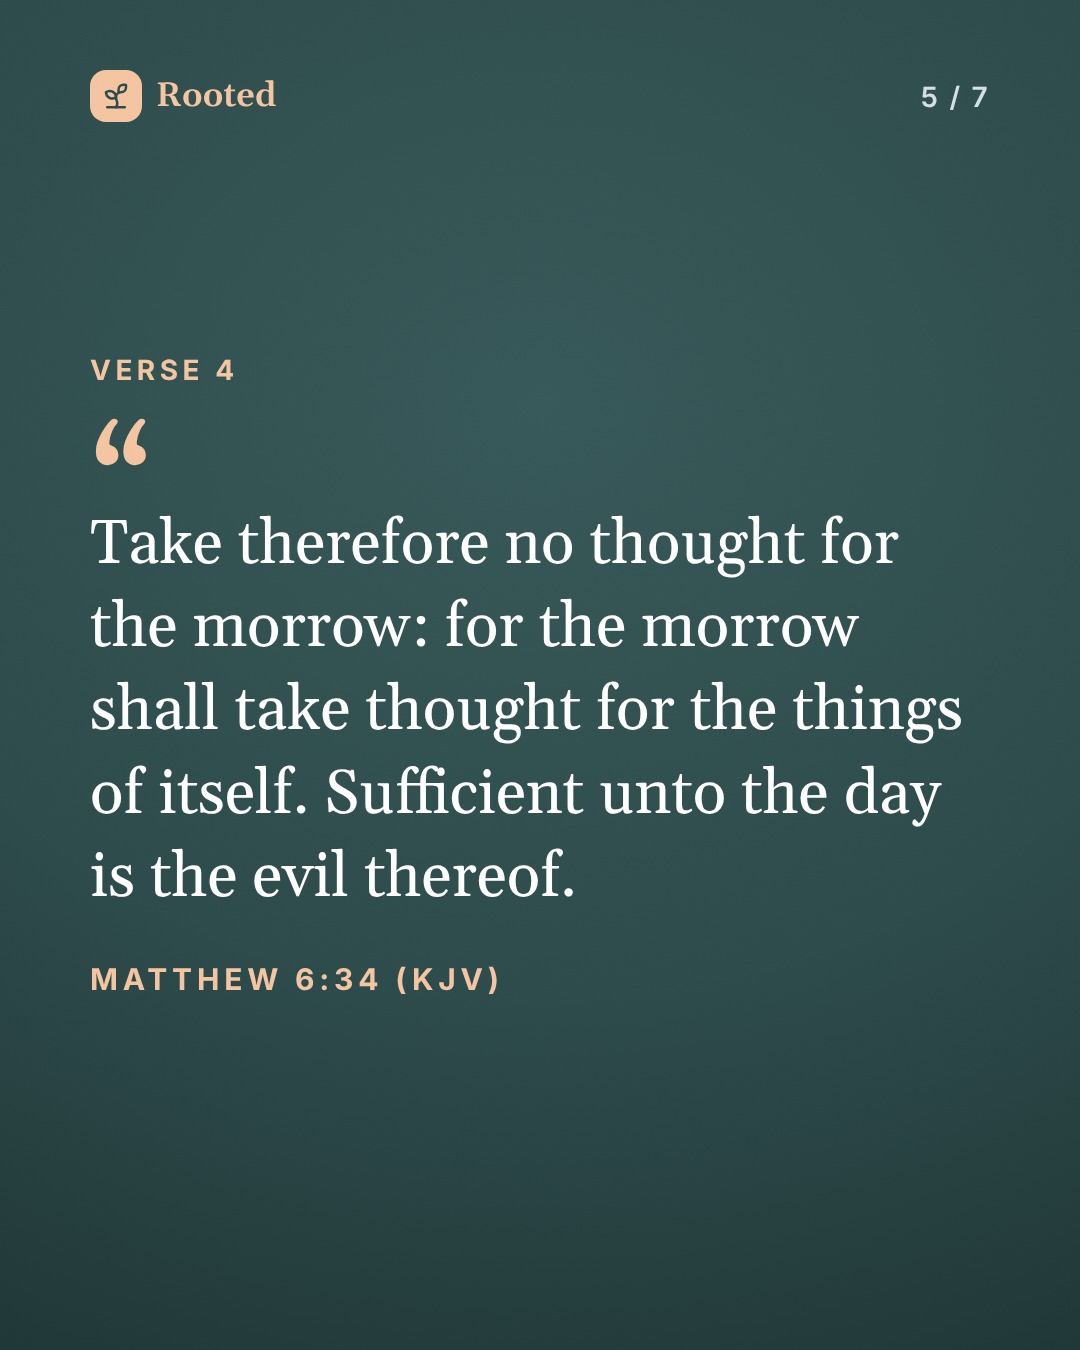 Rooted
5 / 7
VERSE 4
“
Take therefore no thought for
the morrow: for the morrow
shall take thought for the things
of itself. Sufficient unto the day
is the evil thereof.
MATTHEW 6:34 (KJV)